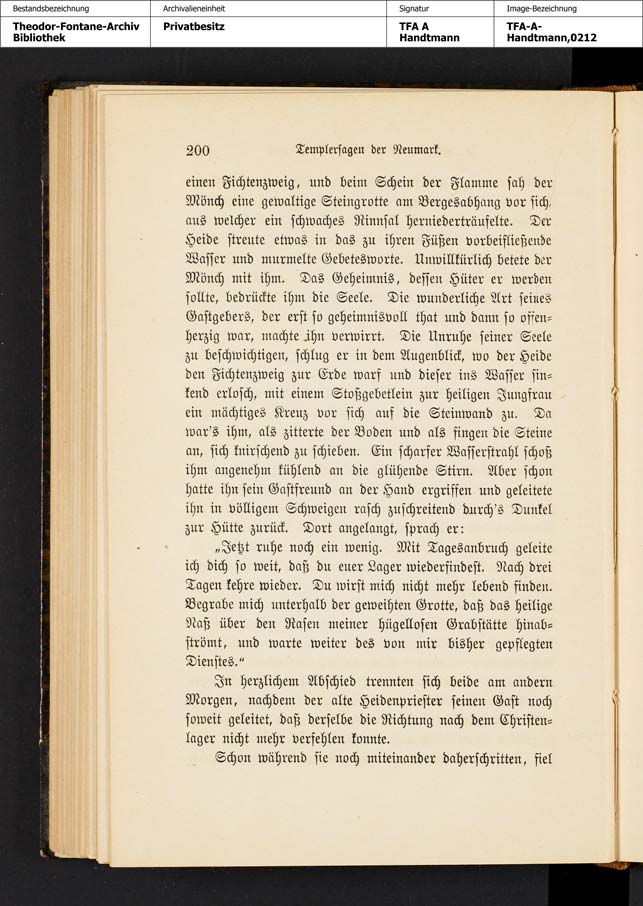 Bestandsbezeichnung Archivalieneinheit Signatur Image-Bezeichnung
Theodor-Fontane-Archiv Privatbesitz TFA A TFA-A-
Bibliothek Handtmann Handtmann,0212
200 Templersagen der Neumark.
einen Fichtenzweig, und beim Schein der Flamme sah der
Mönch eine gewaltige Steingrotte am Bergesabhang vor sich,
aus welcher ein schwaches Rinnsal herniederträufelte. Der
Heide streute etwas in das zu ihren Füßen vorbeifließende
Wasser und murmelte Gebetesworte. Unwillkürlich betete der
Mönch mit ihm. Das Geheimnis, dessen Hüter er werden
sollte, bedrückte ihm die Seele. Die wunderliche Art seines
Gastgebers, der erst so geheimnisvoll that und dann so offen-
herzig war, machte ihn verwirrt. Die Unruhe seiner Seele
zu beschwichtigen, schlug er in dem Augenblick, wo der Heide
den Fichtenzweig zur Erde warf und dieser ins Wasser sin-
kend erlosch, mit einem Stoßgebetlein zur heiligen Jungfrau
ein mächtiges Kreuz vor sich auf die Steinwand zu. Da
war's ihm, als zitterte der Boden und als fingen die Steine
an, sich knirschend zu schieben. Ein scharfer Wasserstrahl schoß
ihm angenehm kühlend an die glühende Stirn. Aber schon
hatte ihn sein Gastfreund an der Hand ergriffen und geleitete
ihn in völligem Schweigen rasch zuschreitend durch's Dunkel
zur Hütte zurück. Dort angelangt, sprach er:
„Jetzt ruhe noch ein wenig. Mit Tagesanbruch geleite
ich dich so weit, daß du euer Lager wiederfindest. Nach drei
Tagen kehre wieder. Du wirst mich nicht mehr lebend finden.
Begrabe mich unterhalb der geweihten Grotte, daß das heilige
Naß über den Rasen meiner hügellosen Grabstätte hinab-
strömt, und warte weiter des von mir bisher gepflegten
Dienstes.“
In herzlichem Abschied trennten sich beide am andern
Morgen, nachdem der alte Heidenpriester seinen Gast noch
soweit geleitet, daß derselbe die Richtung nach dem Christen-
lager nicht mehr verfehlen konnte.
Schon während sie noch miteinander daherschritten, fiel